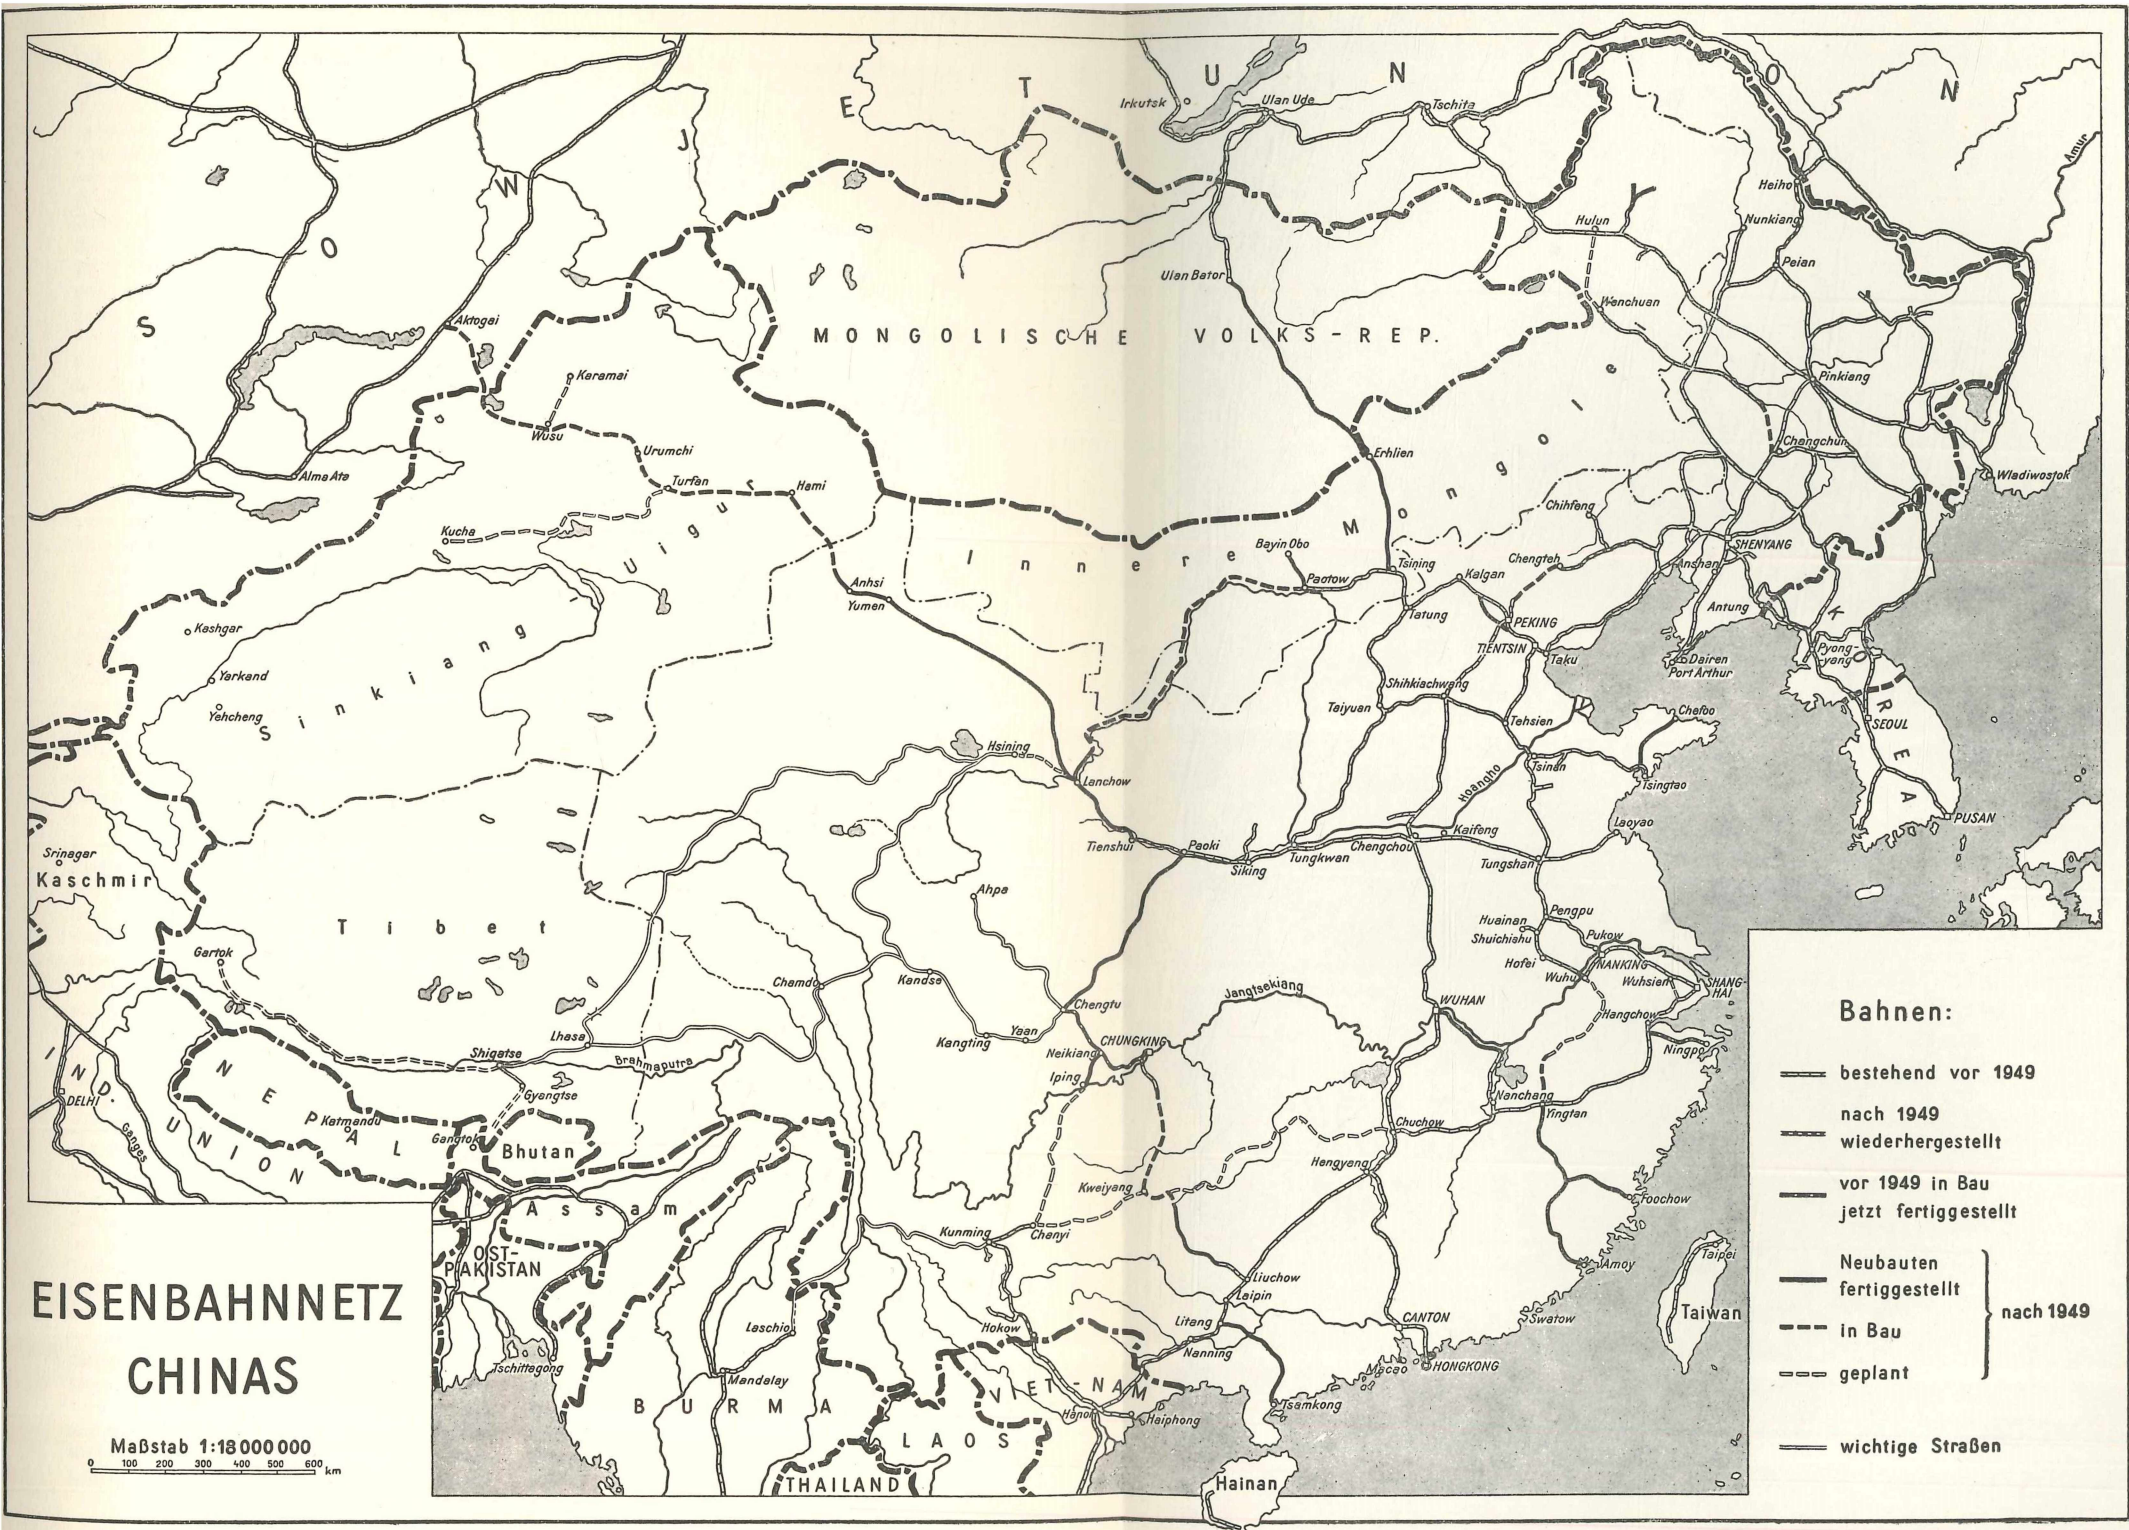 S O W J E T U N I O N
Irkutsk
Ulan Ude
Tschita
Amur
Heiho
Hulun
Nunkiang
Peian
Ulan Bator
Wenchuan
Aktogai
MONGOLISCHE VOLKS-REP.
Karamai
Pinkiang
Wusu
Urumchi
Changchun
Erhlien
Alma Ata
Turfan
Hami
Wladiwostok
Kucha
Chihfeng
Innere Mongolei
Bayin Obo
SHENYANG
Sinkiang Uigur
Tsining
Chengteh
Anshan
Paotow
Kalgan
Anhsi
Yumen
Antung
Tatung
PEKING
Kashgar
KOREA
TIENTSIN
Taku
Pyong-
yang
Dairen
Port Arthur
Yarkand
Shihkiachwang
Yehcheng
Taiyuan
Tehsien
Chefoo
SEOUL
Hsining
Lanchow
Tsinan
Hoangho
Tsingtao
PUSAN
Laoyao
Kaifeng
Tienshui
Paoki
Tungkwan
Chengchou
Tungshan
Siking
Srinagar
Kaschmir
Ahpa
Pengpu
Huainan
Shuichiahu
Pukow
Tibet
Gartok
Hofei
NANKING
Wuhu
Wuhsien
SHANG-
HAI
Chamdo
Kandse
Jangtsekiang
Chengtu
WUHAN
Hangchow
Lhasa
Yaan
Kangting
CHUNGKING
Neikiang
Ningpo
Shigatse
Brahmaputra
Iping
IND. UNION
DELHI
Ganges
NEPAL
Katmandu
Gyangtse
Gangtok
Bhutan
Nanchang
Yingtan
Chuchow
Hengyang
Kweiyang
Foochow
Assam
Kunming
Chanyi
OST-
PAKISTAN
Taipei
Amoy
Liuchow
Laipin
Taiwan
Laschio
Hokow
Litang
CANTON
Swatow
Nanning
Tschittagong
Mandalay
Macao
HONGKONG
BURMA
VIET-NAM
Hanoi
Haiphong
Tsamkong
LAOS
THAILAND
Hainan
EISENBAHNNETZ
CHINAS
Maßstab 1:18 000 000
0 100 200 300 400 500 600 km
Bahnen:
bestehend vor 1949
nach 1949
wiederhergestellt
vor 1949 in Bau
jetzt fertiggestellt
Neubauten
fertiggestellt
nach 1949
in Bau
geplant
wichtige Straßen